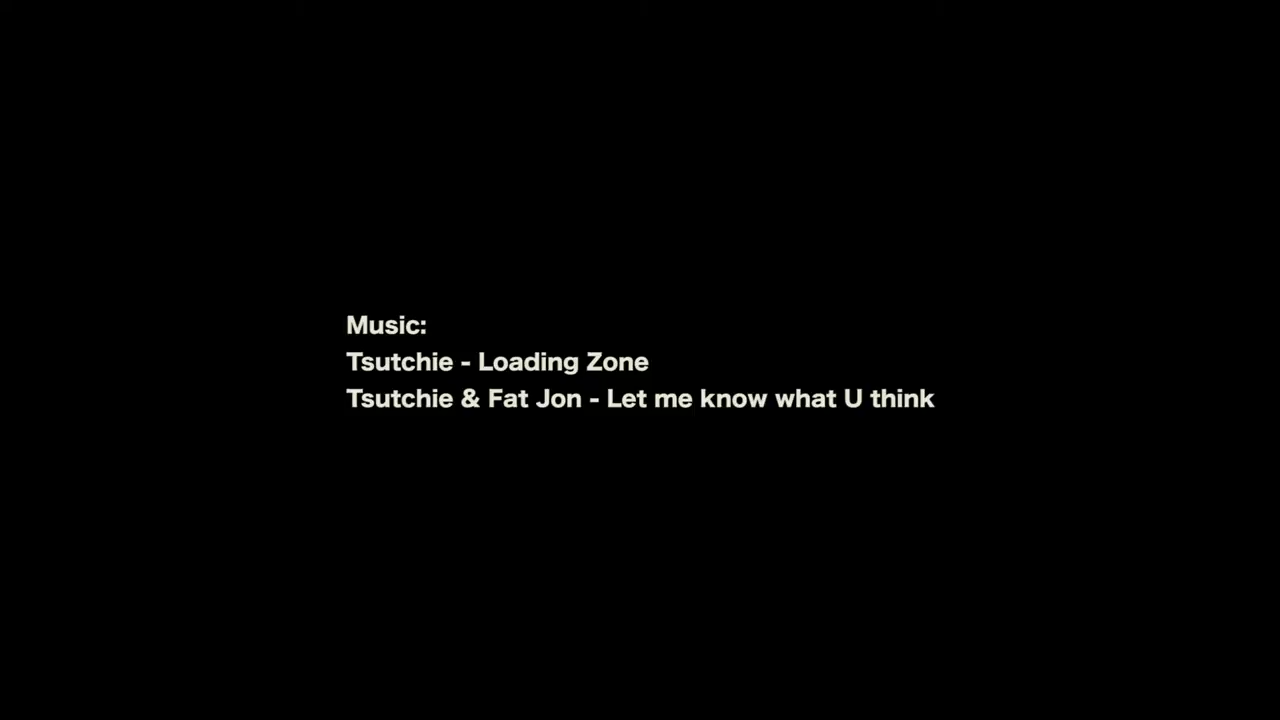 Music:
Tsutchie - Loading Zone
Tsutchie & Fat Jon - Let me know what U think